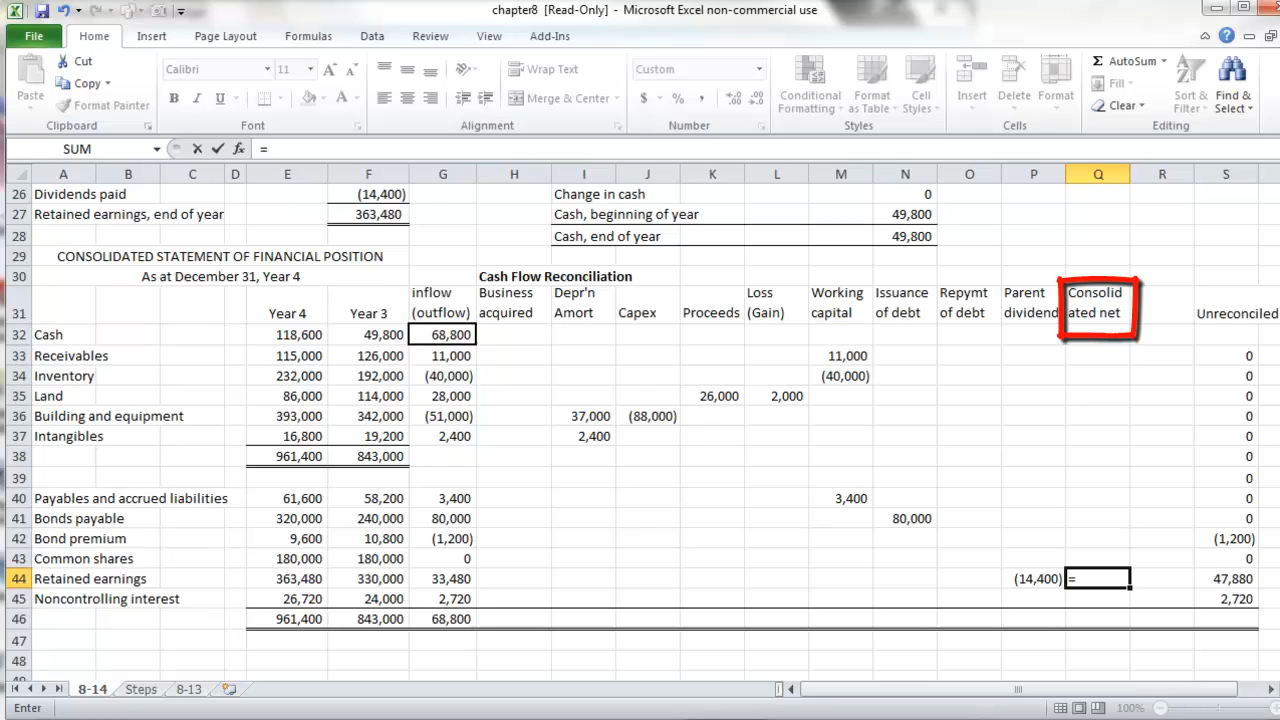 chapter8 [Read-Only] - Microsoft Excel non-commercial use
File Home Insert Page Layout Formulas Data Review View Add-Ins
Paste Cut Copy Format Painter Clipboard
Calibri 11 B I U A Font
Wrap Text Merge & Center Alignment
Custom $ % , Number
Conditional Formatting Format as Table Cell Styles Styles
Insert Delete Format Cells
Σ AutoSum Fill Clear Sort & Filter Find & Select Editing
SUM fx =
A B C D E F G H I J K L M N O P Q R S
26 Dividends paid (14,400) Change in cash 0
27 Retained earnings, end of year 363,480 Cash, beginning of year 49,800
28 Cash, end of year 49,800
29 CONSOLIDATED STATEMENT OF FINANCIAL POSITION
30 As at December 31, Year 4 Cash Flow Reconciliation
inflow Business Depr'n Loss Working Issuance Repymt Parent Consolid
31 Year 4 Year 3 (outflow) acquired Amort Capex Proceeds (Gain) capital of debt of debt dividend ated net Unreconciled
32 Cash 118,600 49,800 68,800
33 Receivables 115,000 126,000 11,000 11,000 0
34 Inventory 232,000 192,000 (40,000) (40,000) 0
35 Land 86,000 114,000 28,000 26,000 2,000 0
36 Building and equipment 393,000 342,000 (51,000) 37,000 (88,000) 0
37 Intangibles 16,800 19,200 2,400 2,400 0
38 961,400 843,000 0
39 0
40 Payables and accrued liabilities 61,600 58,200 3,400 3,400 0
41 Bonds payable 320,000 240,000 80,000 80,000 0
42 Bond premium 9,600 10,800 (1,200) (1,200)
43 Common shares 180,000 180,000 0 0
44 Retained earnings 363,480 330,000 33,480 (14,400) = 47,880
45 Noncontrolling interest 26,720 24,000 2,720 2,720
46 961,400 843,000 68,800
47
48
8-14 Steps 8-13
Enter 100%